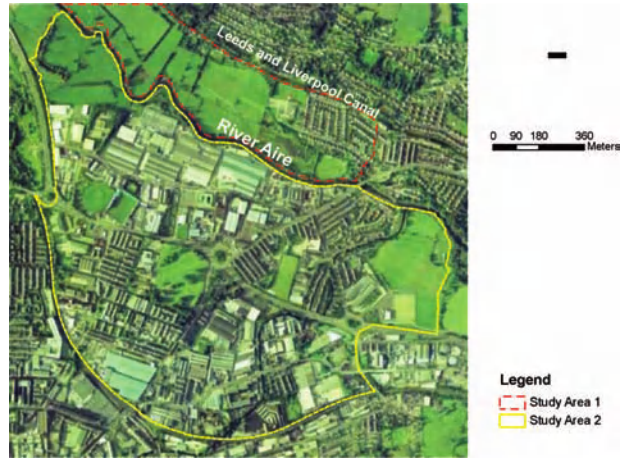 Leeds and Liverpool Canal
River Aire
0 90 180 360
Meters
Legend
Study Area 1
Study Area 2